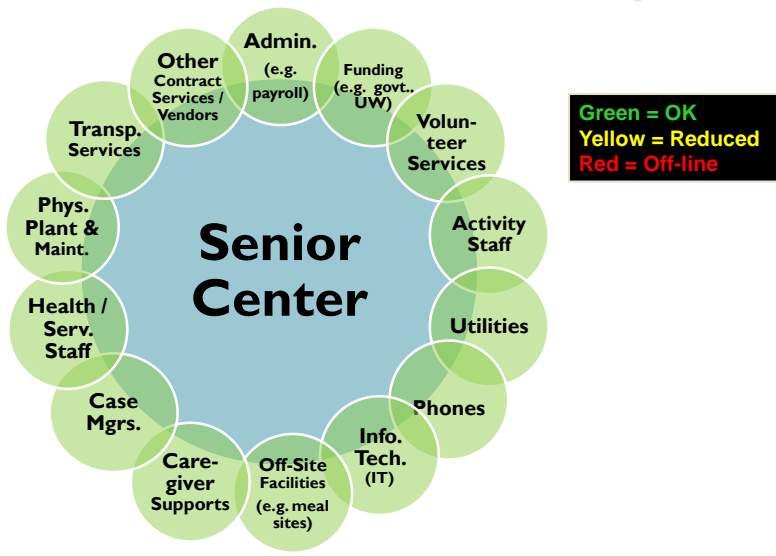 Admin.
(e.g.
payroll)
Funding
(e.g. govt..
UW)
Volun-
teer
Services
Activity
Staff
Utilities
Phones
Info.
Tech.
(IT)
Off-Site
Facilities
(e.g. meal
sites)
Care-
giver
Supports
Case
Mgrs.
Health /
Serv.
Staff
Phys.
Plant &
Maint.
Transp.
Services
Other
Contract
Services /
Vendors
Senior
Center
Green = OK
Yellow = Reduced
Red = Off-line